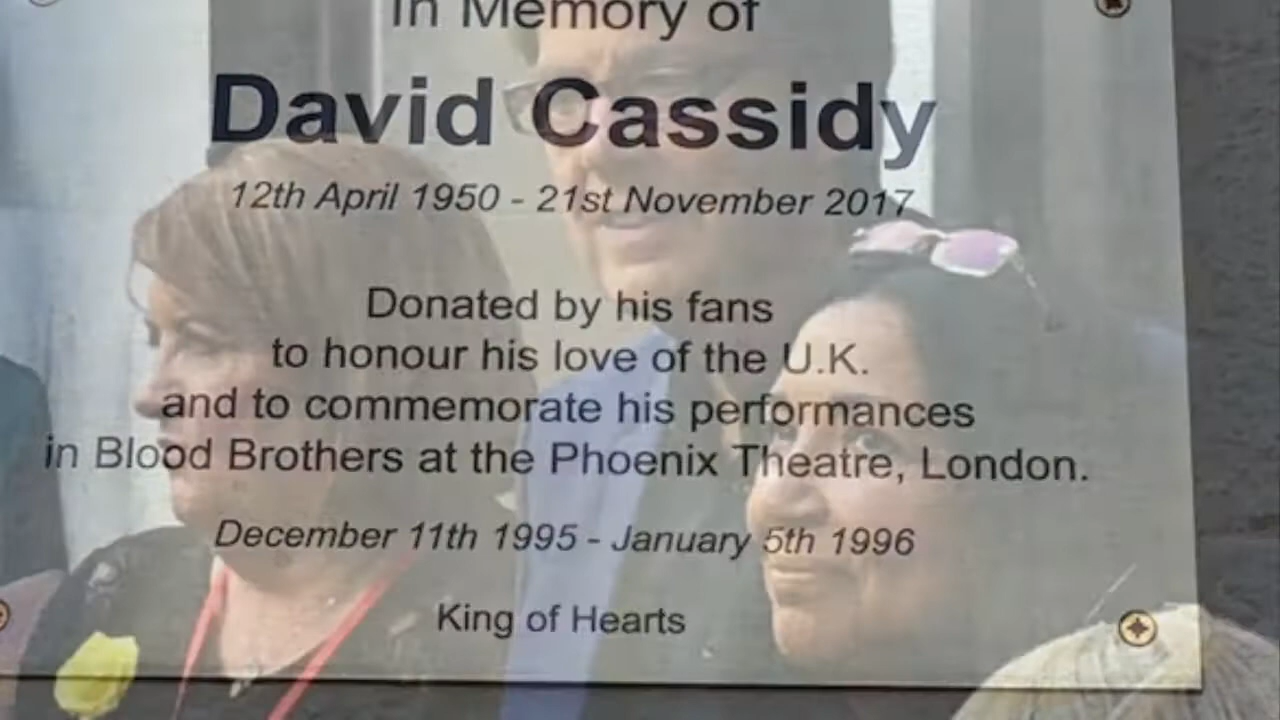 In Memory of
David Cassidy
12th April 1950 - 21st November 2017
Donated by his fans
to honour his love of the U.K.
and to commemorate his performances
in Blood Brothers at the Phoenix Theatre, London.
December 11th 1995 - January 5th 1996
King of Hearts